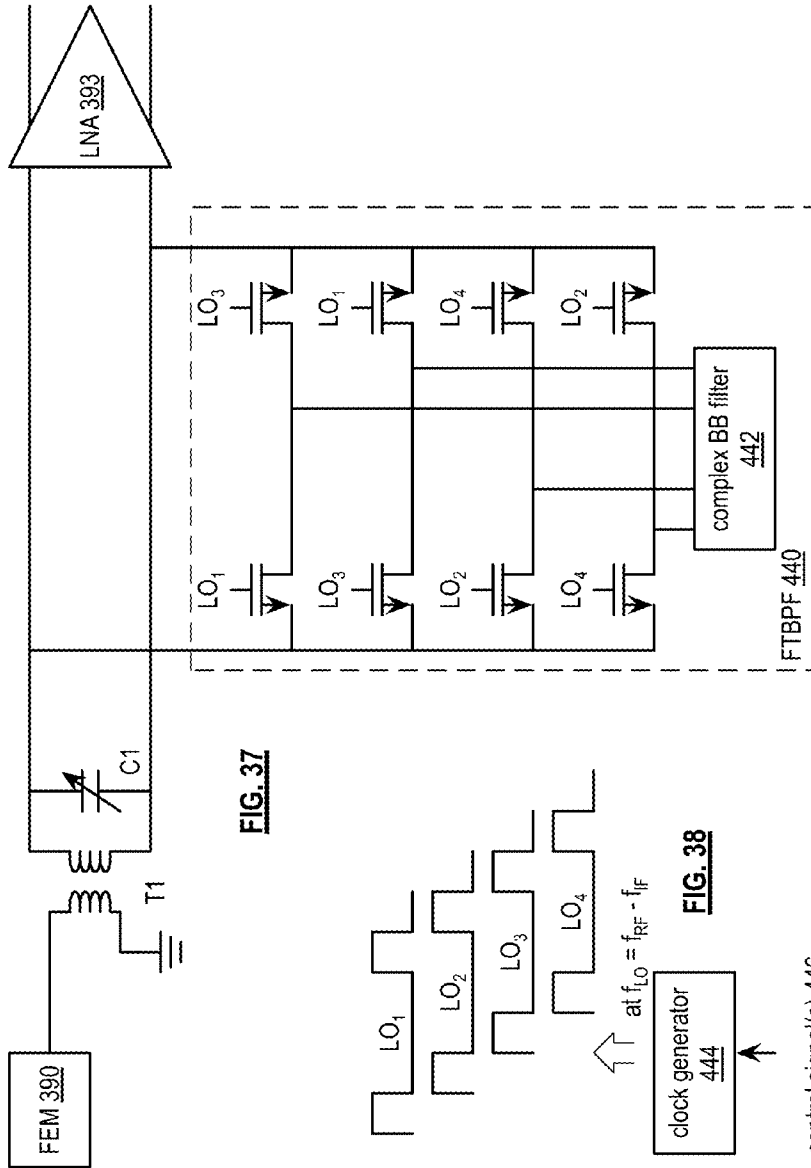 FEM 390
T1
C1
LNA 393
LO1
LO3
LO3
LO1
LO2
LO4
LO4
LO2
complex BB filter
442
FTBPF 440
FIG. 37
LO1
LO2
LO3
LO4
at fLO = fRF - fIF
clock generator
444
FIG. 38